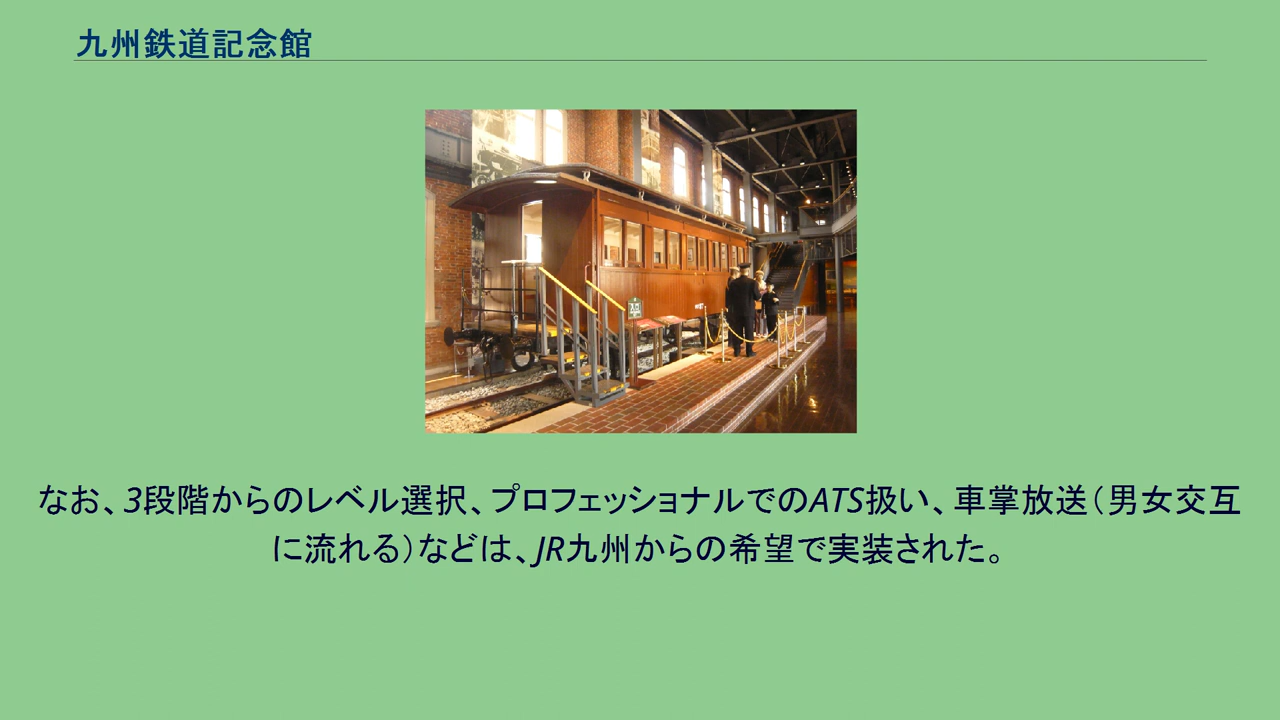 九州鉄道記念館
なお、3段階からのレベル選択、プロフェッショナルでのATS扱い、車掌放送（男女交互
に流れる）などは、JR九州からの希望で実装された。